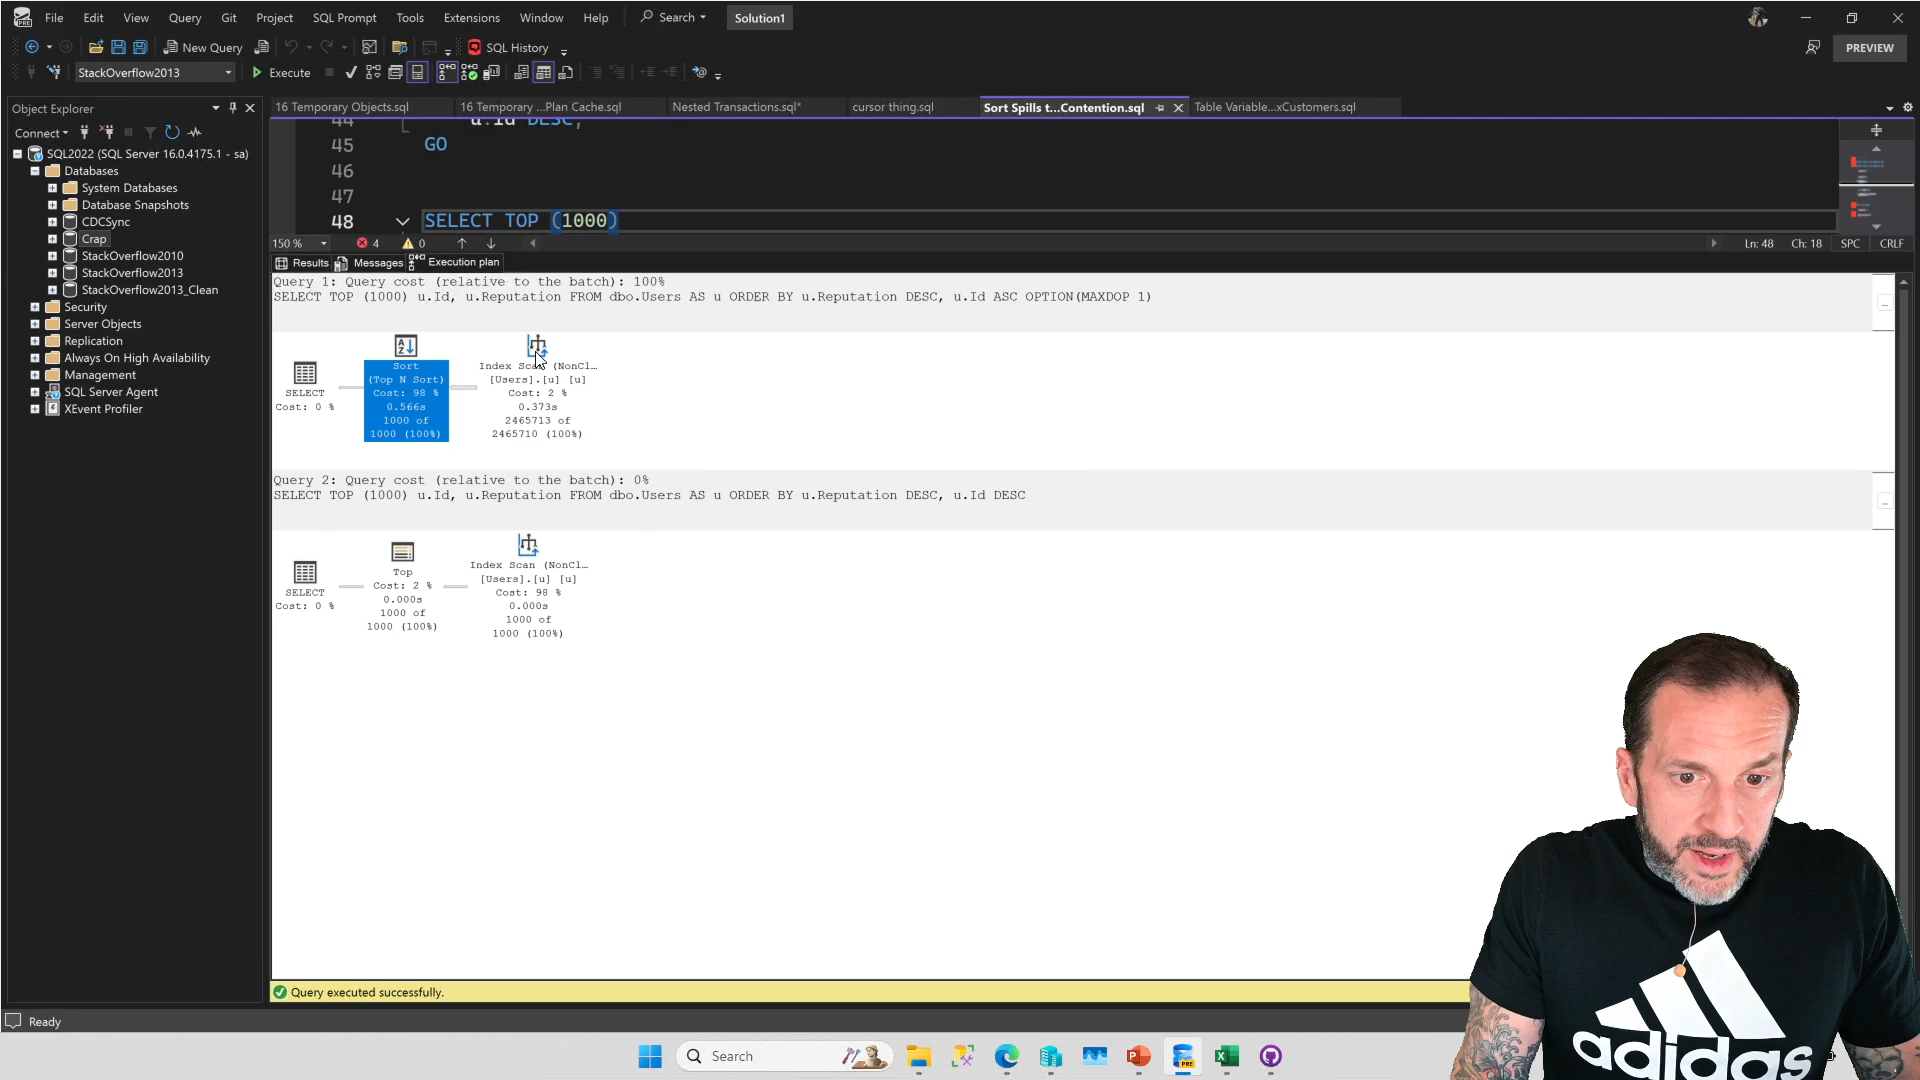 File Edit View Query Git Project SQL Prompt Tools Extensions Window Help Search Solution1
New Query SQL History PREVIEW
StackOverflow2013 Execute
Object Explorer
16 Temporary Objects.sql 16 Temporary ...Plan Cache.sql Nested Transactions.sql* cursor thing.sql Sort Spills t...Contention.sql Table Variable...xCustomers.sql
Connect
SQL2022 (SQL Server 16.0.4175.1 - sa)
Databases
System Databases
Database Snapshots
CDCSync
Crap
StackOverflow2010
StackOverflow2013
StackOverflow2013_Clean
Security
Server Objects
Replication
Always On High Availability
Management
SQL Server Agent
XEvent Profiler
44 u.Id DESC;
45 GO
46
47
48 SELECT TOP (1000)
150 % 4 0 Ln: 48 Ch: 18 SPC CRLF
Results Messages Execution plan
Query 1: Query cost (relative to the batch): 100%
SELECT TOP (1000) u.Id, u.Reputation FROM dbo.Users AS u ORDER BY u.Reputation DESC, u.Id ASC OPTION(MAXDOP 1)
SELECT
Cost: 0 %
Sort
(Top N Sort)
Cost: 98 %
0.566s
1000 of
1000 (100%)
Index Scan (NonCl...
[Users].[u] [u]
Cost: 2 %
0.373s
2465713 of
2465710 (100%)
Query 2: Query cost (relative to the batch): 0%
SELECT TOP (1000) u.Id, u.Reputation FROM dbo.Users AS u ORDER BY u.Reputation DESC, u.Id DESC
SELECT
Cost: 0 %
Top
Cost: 2 %
0.000s
1000 of
1000 (100%)
Index Scan (NonCl...
[Users].[u] [u]
Cost: 98 %
0.000s
1000 of
1000 (100%)
Query executed successfully.
Ready
Search
adidas